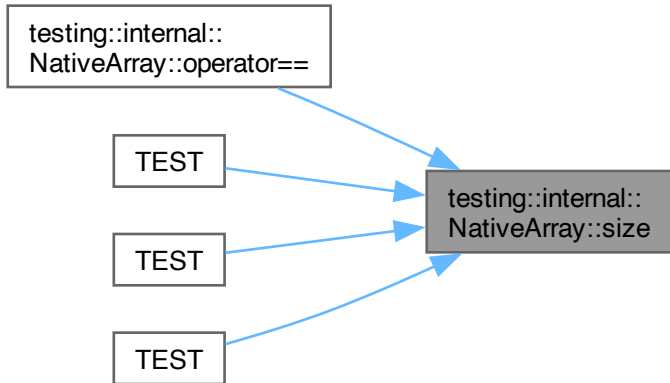 testing::internal::
NativeArray::operator==
TEST
testing::internal::
NativeArray::size
TEST
TEST